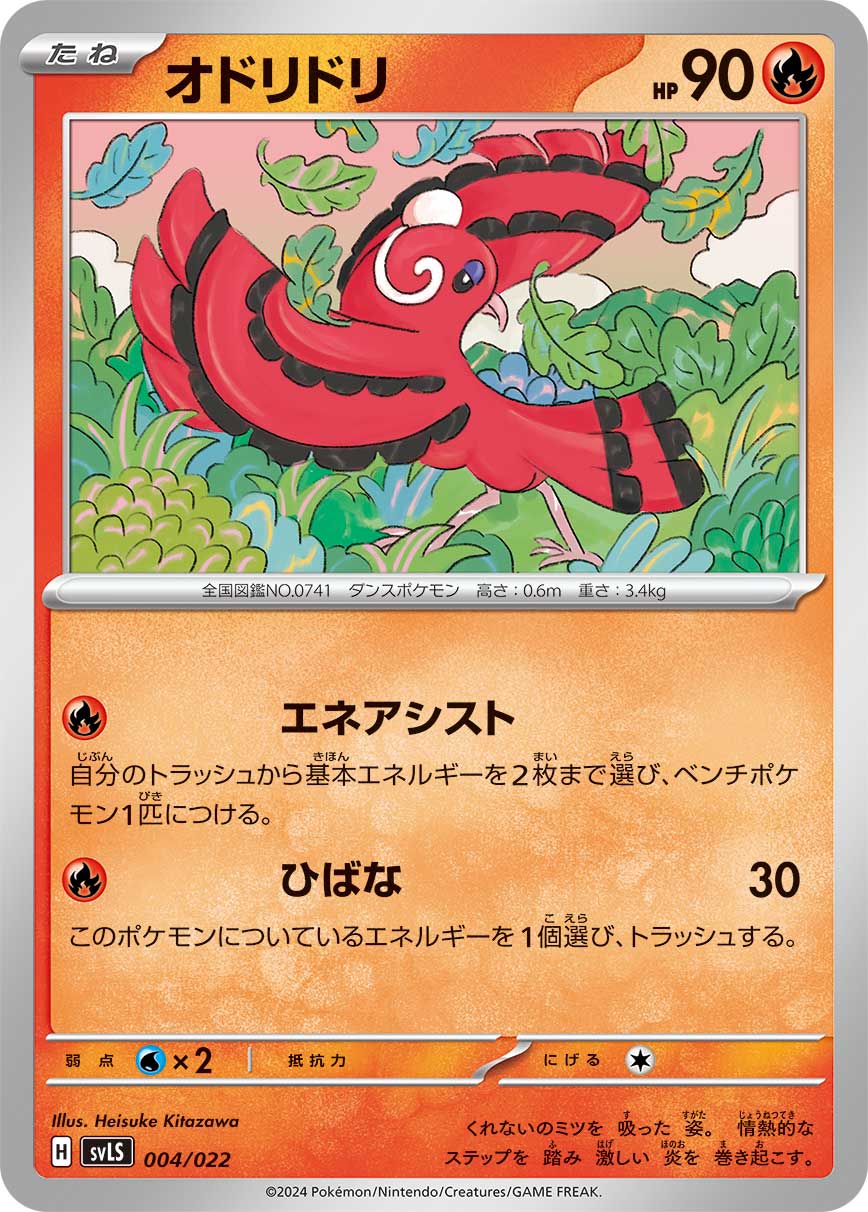 たね
オドリドリ
HP 90
全国図鑑NO.0741 ダンスポケモン 高さ:0.6m 重さ:3.4kg
エネアシスト
自分のトラッシュから基本エネルギーを2枚まで選び、ベンチポケ
モン1匹につける。
ひばな 30
このポケモンについているエネルギーを1個選び、トラッシュする。
弱点 ×2 抵抗力 にげる
Illus. Heisuke Kitazawa
くれないのミツを 吸った 姿。 情熱的な
ステップを 踏み 激しい 炎を 巻き起こす。
H svLS 004/022
©2024 Pokémon/Nintendo/Creatures/GAME FREAK.